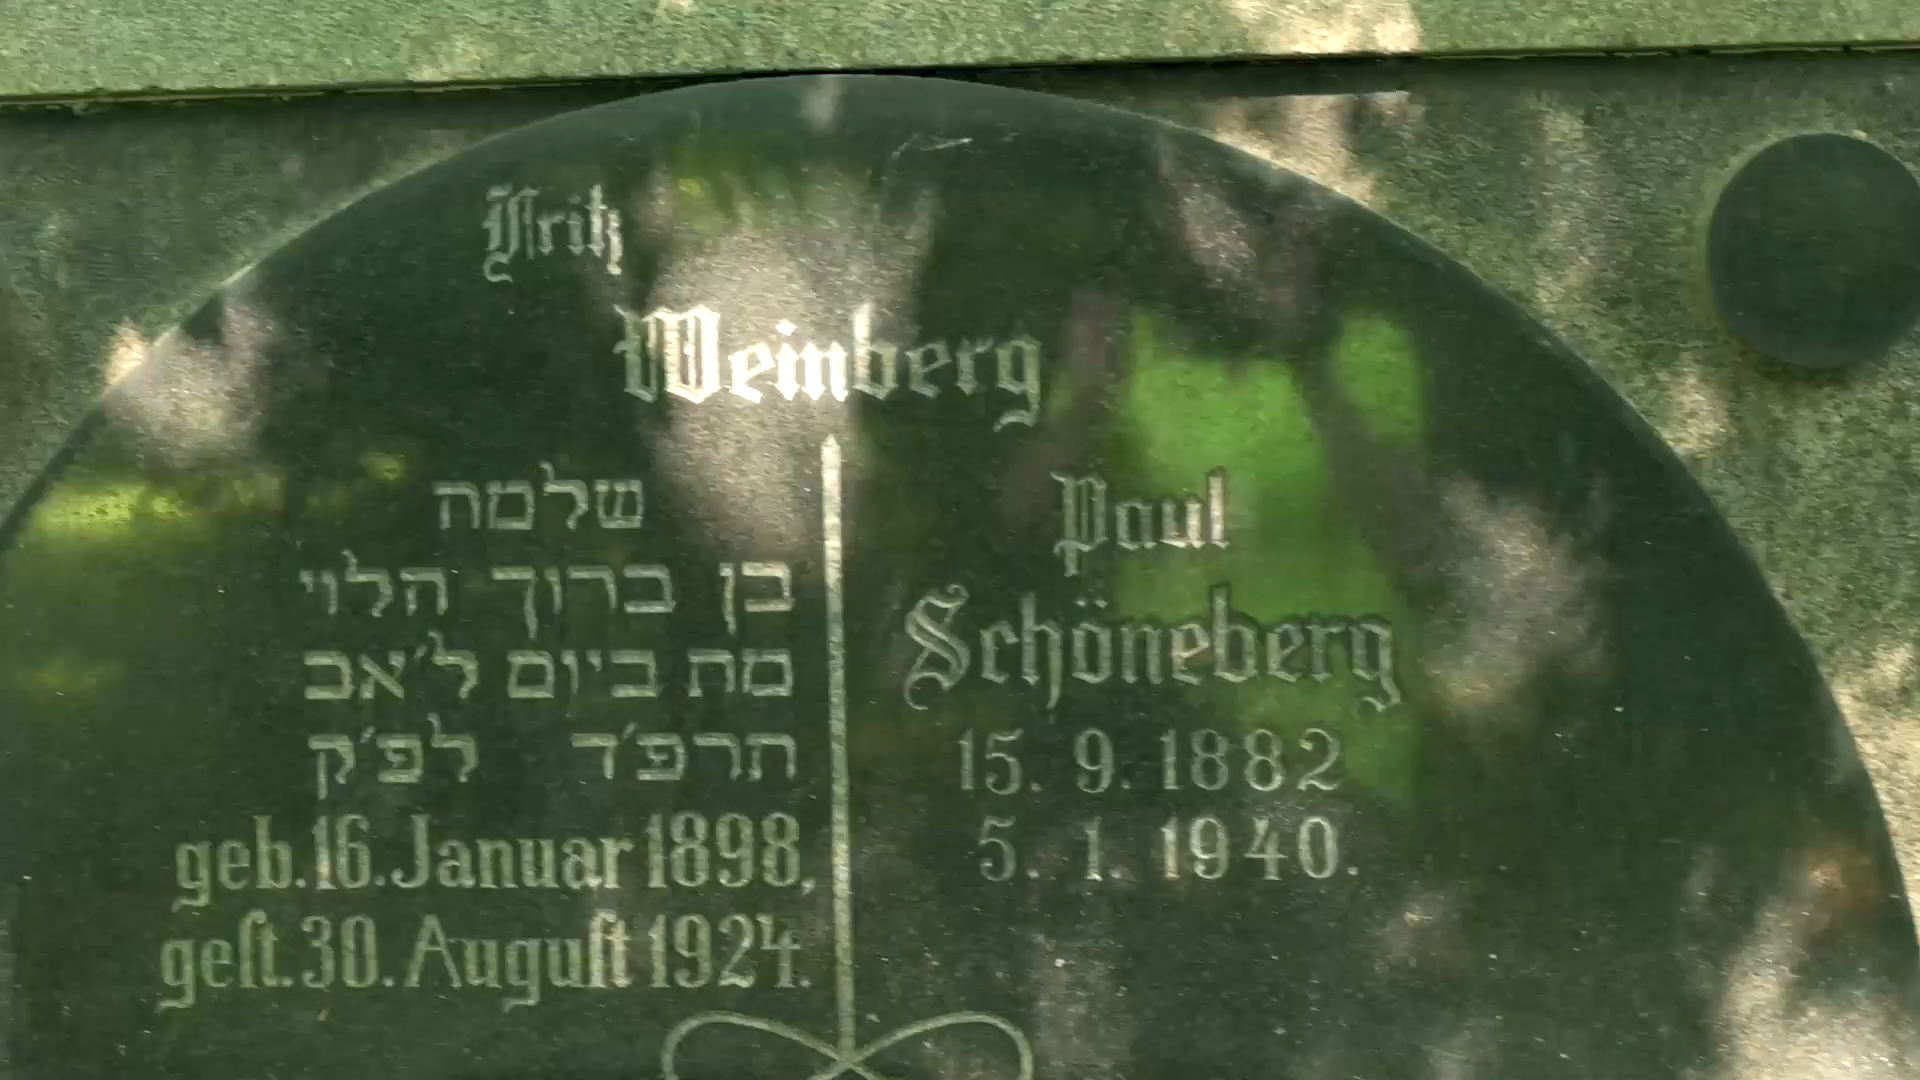 Fritz
Weinberg
שלמה
בן ברוך הלוי
מת ביום ל׳אב
תרפ׳ד לפ׳ק
geb. 16. Januar 1898,
geſt. 30. Auguſt 1924.
Paul
Schöneberg
15. 9. 1882
5. 1. 1940.